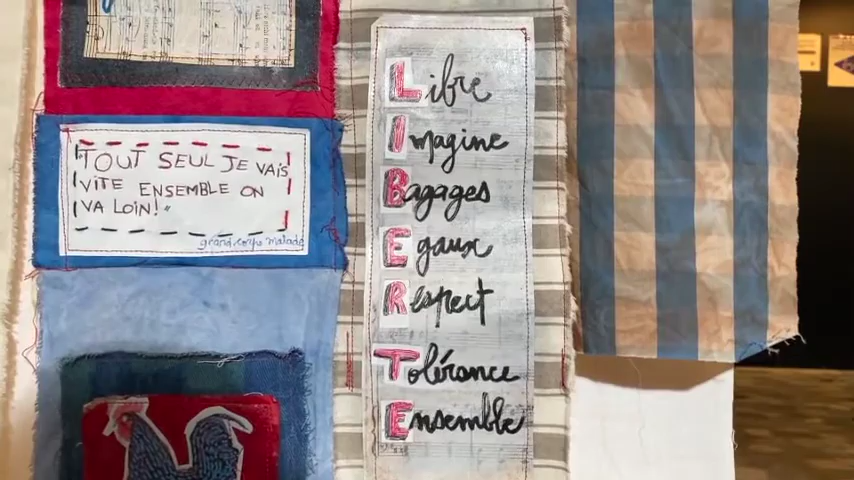 TOUT SEUL JE VAIS
VITE ENSEMBLE ON
VA LOIN!"
grand corps malade
Libre
Imagine
Bagages
Egaux
Respect
Tolérance
Ensemble